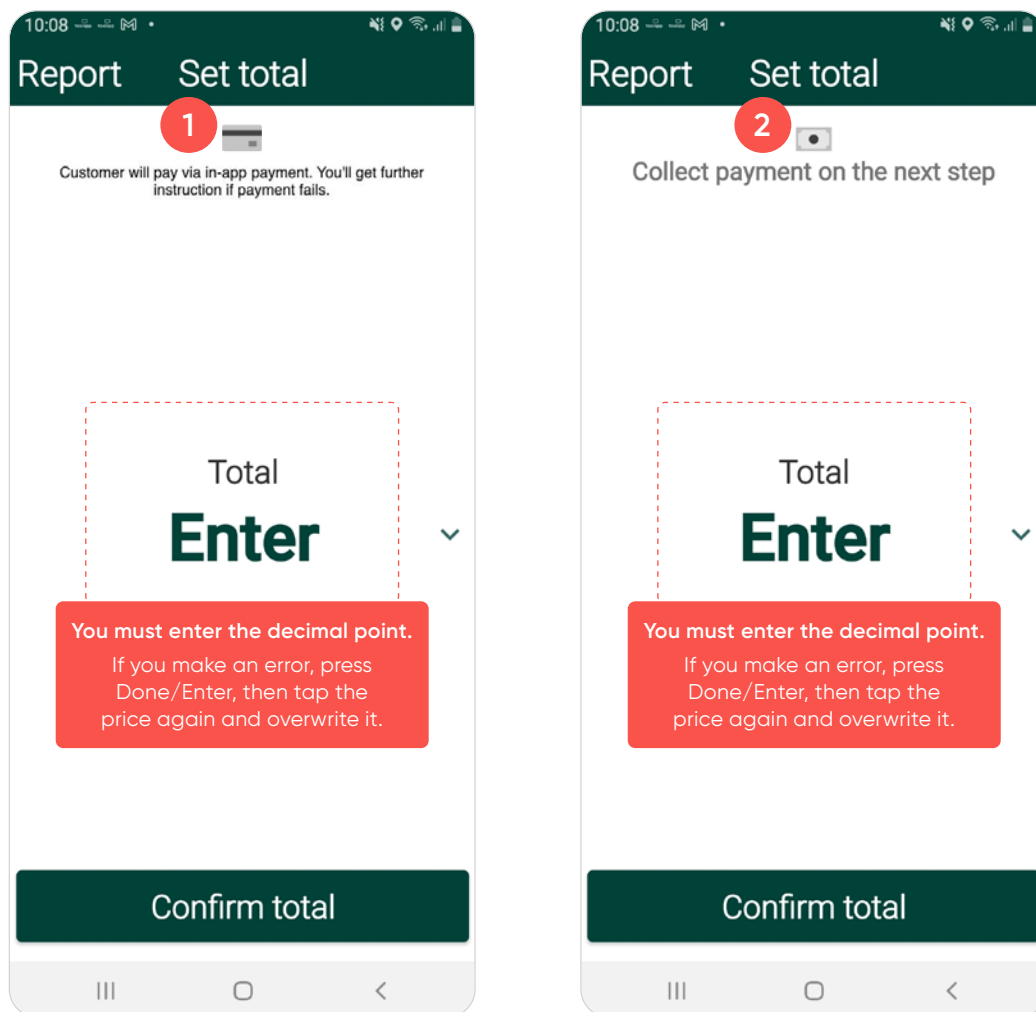 10:08
Report Set total
1
Customer will pay via in-app payment. You'll get further
instruction if payment fails.
Total
Enter
You must enter the decimal point.
If you make an error, press
Done/Enter, then tap the
price again and overwrite it.
Confirm total
10:08
Report Set total
2
Collect payment on the next step
Total
Enter
You must enter the decimal point.
If you make an error, press
Done/Enter, then tap the
price again and overwrite it.
Confirm total